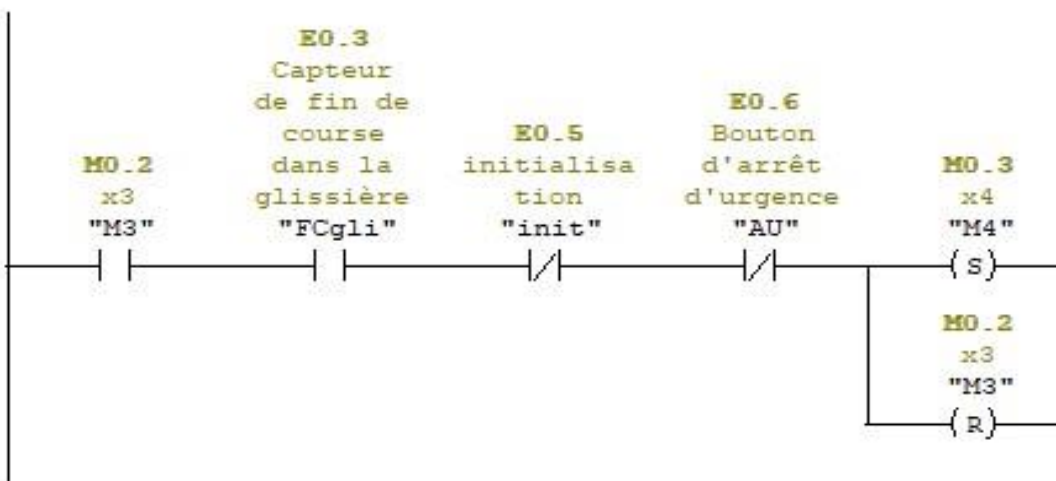 E0.3
Capteur
de fin de
course
dans la
glissière
"FCgli"
E0.6
Bouton
d'arrêt
d'urgence
"AU"
E0.5
initialisa
tion
"init"
M0.2
x3
"M3"
M0.3
x4
"M4"
S
M0.2
x3
"M3"
R